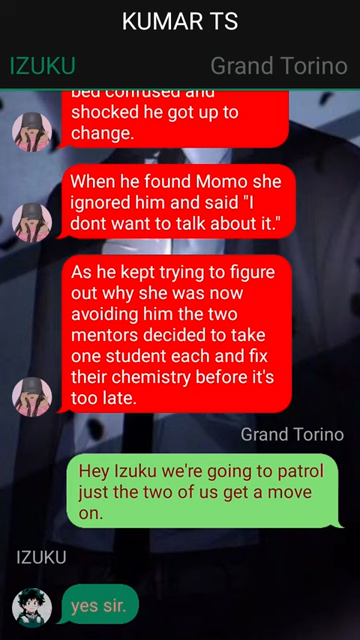 KUMAR TS
IZUKU Grand Torino
bed confused and
shocked he got up to
change.
When he found Momo she
ignored him and said "I
dont want to talk about it."
As he kept trying to figure
out why she was now
avoiding him the two
mentors decided to take
one student each and fix
their chemistry before it's
too late.
Grand Torino
Hey Izuku we're going to patrol
just the two of us get a move
on.
IZUKU
yes sir.